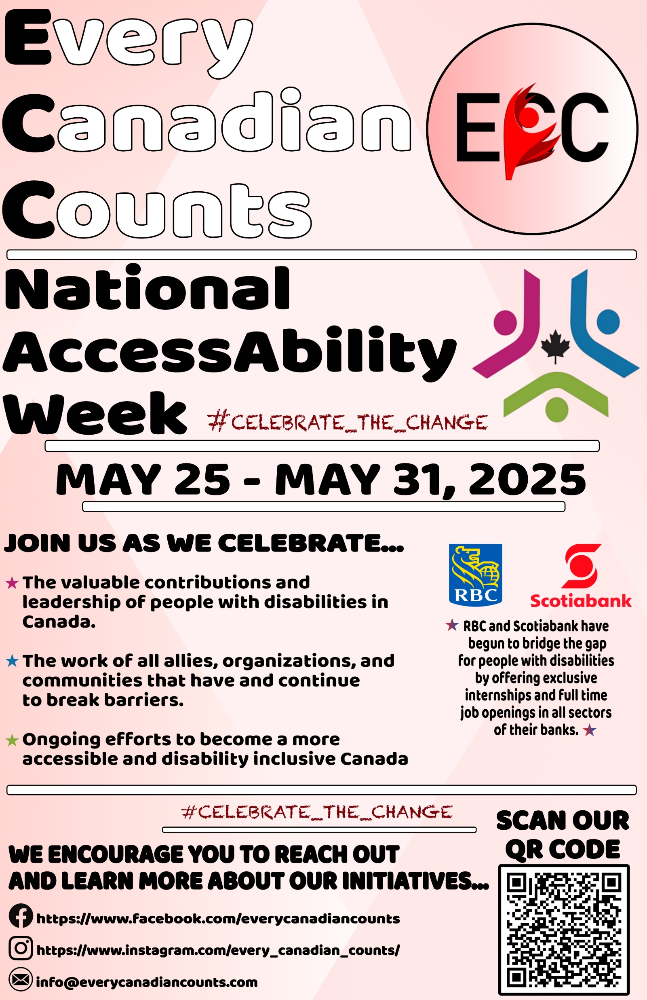 Every
Canadian
Counts
ECC
National
AccessAbility
Week
#CELEBRATE_THE_CHANGE
MAY 25 - MAY 31, 2025
JOIN US AS WE CELEBRATE...
The valuable contributions and
leadership of people with disabilities in
Canada.
The work of all allies, organizations, and
communities that have and continue
to break barriers.
Ongoing efforts to become a more
accessible and disability inclusive Canada
RBC
Scotiabank
RBC and Scotiabank have
begun to bridge the gap
for people with disabilities
by offering exclusive
internships and full time
job openings in all sectors
of their banks.
#CELEBRATE_THE_CHANGE
WE ENCOURAGE YOU TO REACH OUT
AND LEARN MORE ABOUT OUR INITIATIVES...
https://www.facebook.com/everycanadiancounts
https://www.instagram.com/every_canadian_counts/
info@everycanadiancounts.com
SCAN OUR
QR CODE